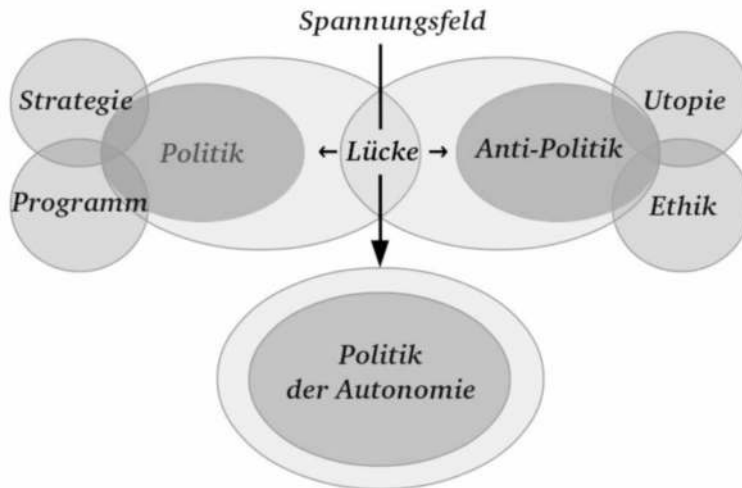 Spannungsfeld
Strategie
Utopie
Politik
← Lücke →
Anti-Politik
Programm
Ethik
Politik
der Autonomie